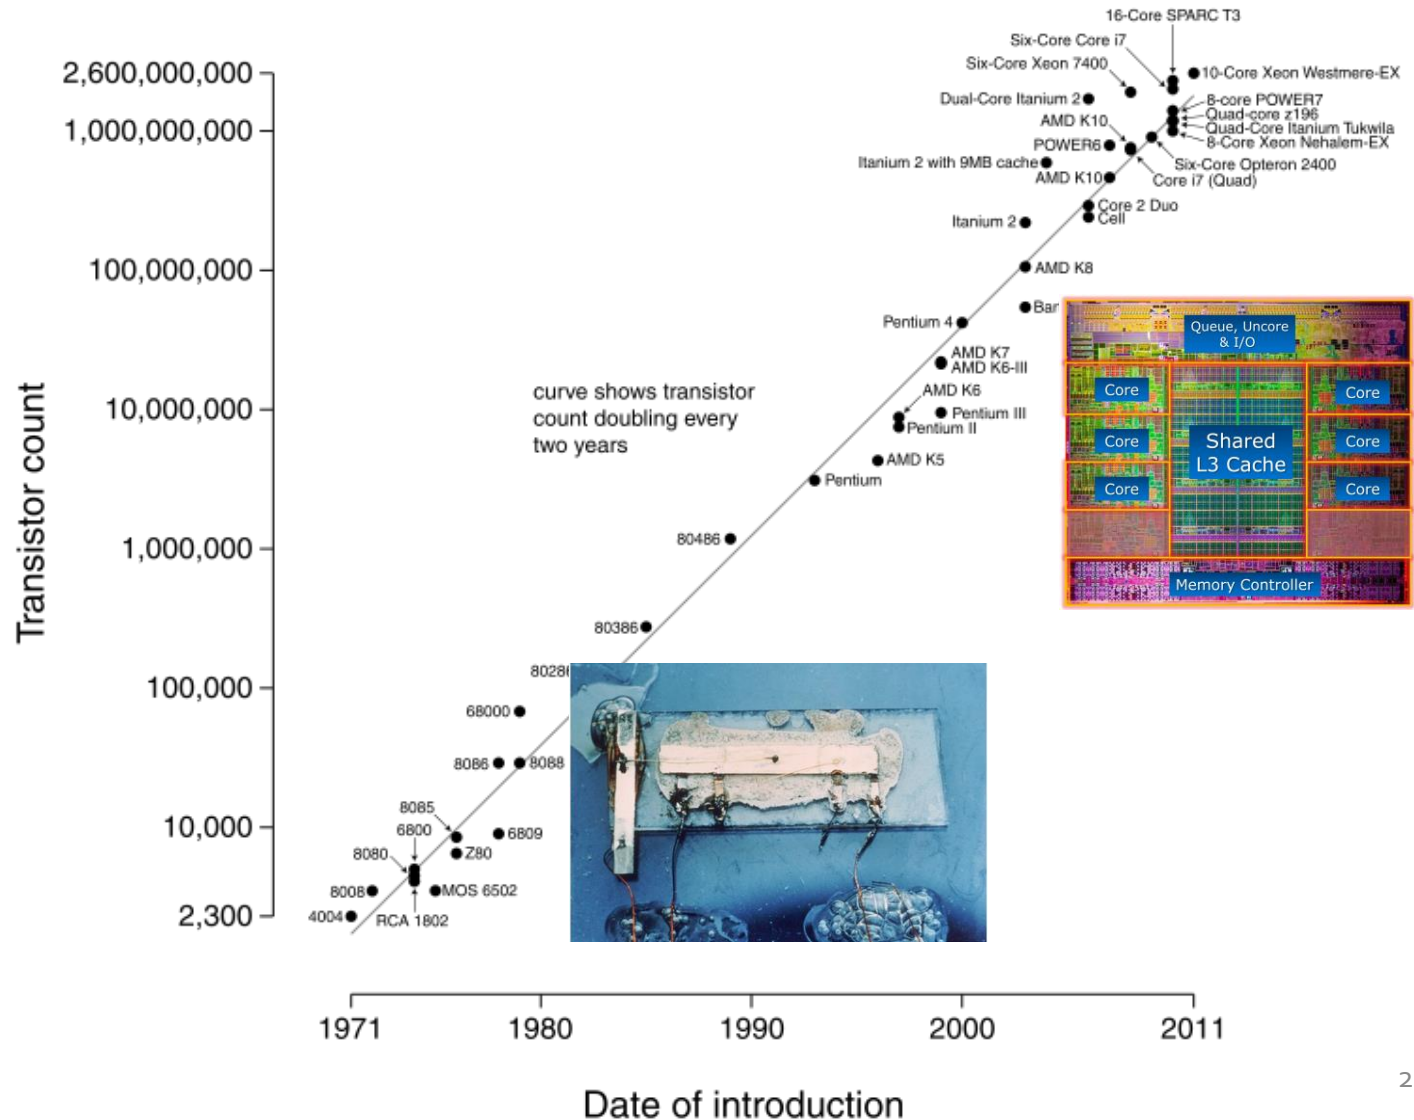 16-Core SPARC T3
Six-Core Core i7
Six-Core Xeon 7400
10-Core Xeon Westmere-EX
Dual-Core Itanium 2
8-core POWER7
Quad-core z196
AMD K10
Quad-Core Itanium Tukwila
POWER6
8-Core Xeon Nehalem-EX
Itanium 2 with 9MB cache
Six-Core Opteron 2400
AMD K10
Core i7 (Quad)
Core 2 Duo
Cell
Itanium 2
AMD K8
Pentium 4
Bar
AMD K7
AMD K6-III
AMD K6
Pentium III
Pentium II
AMD K5
Pentium
80486
80386
80286
68000
8086
8088
8085
6800
6809
8080
Z80
8008
MOS 6502
4004
RCA 1802
curve shows transistor
count doubling every
two years
Transistor count
2,600,000,000
1,000,000,000
100,000,000
10,000,000
1,000,000
100,000
10,000
2,300
Queue, Uncore
& I/O
Core
Core
Core
Core
Core
Core
Shared
L3 Cache
Memory Controller
1971
1980
1990
2000
2011
Date of introduction
2